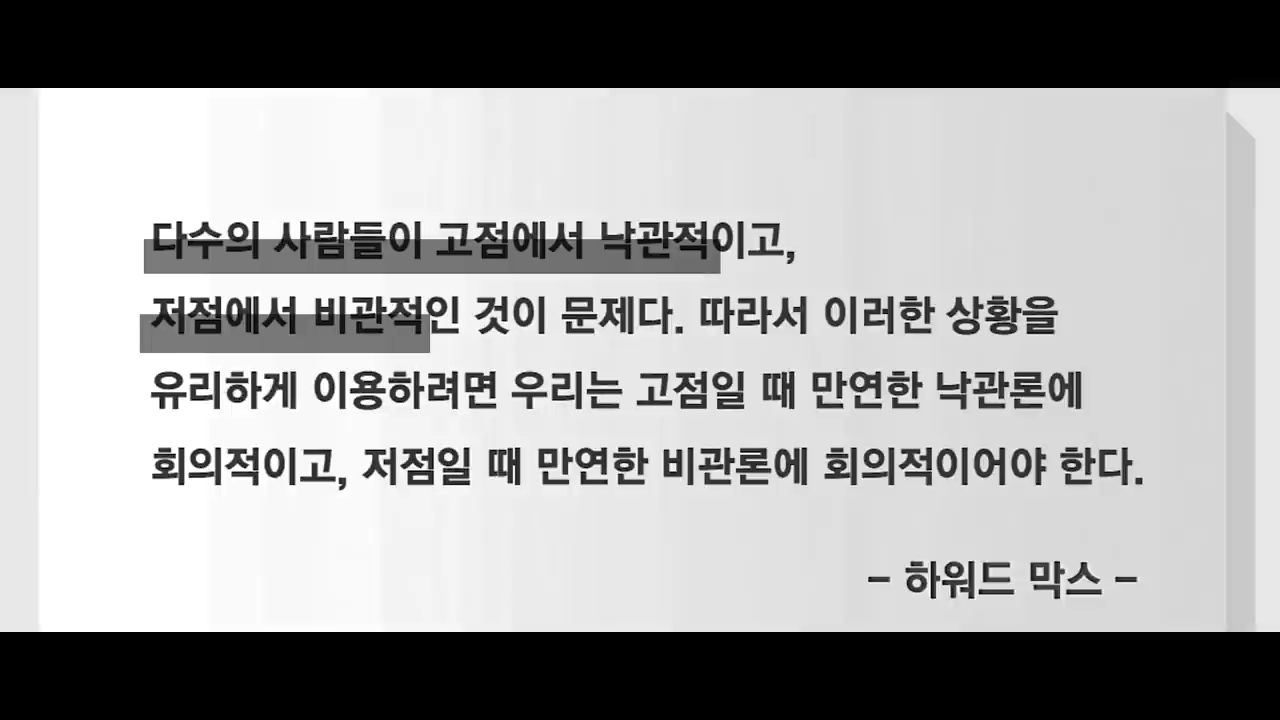 다수의 사람들이 고점에서 낙관적이고,
저점에서 비관적인 것이 문제다. 따라서 이러한 상황을
유리하게 이용하려면 우리는 고점일 때 만연한 낙관론에
회의적이고, 저점일 때 만연한 비관론에 회의적이어야 한다.
- 하워드 막스 -